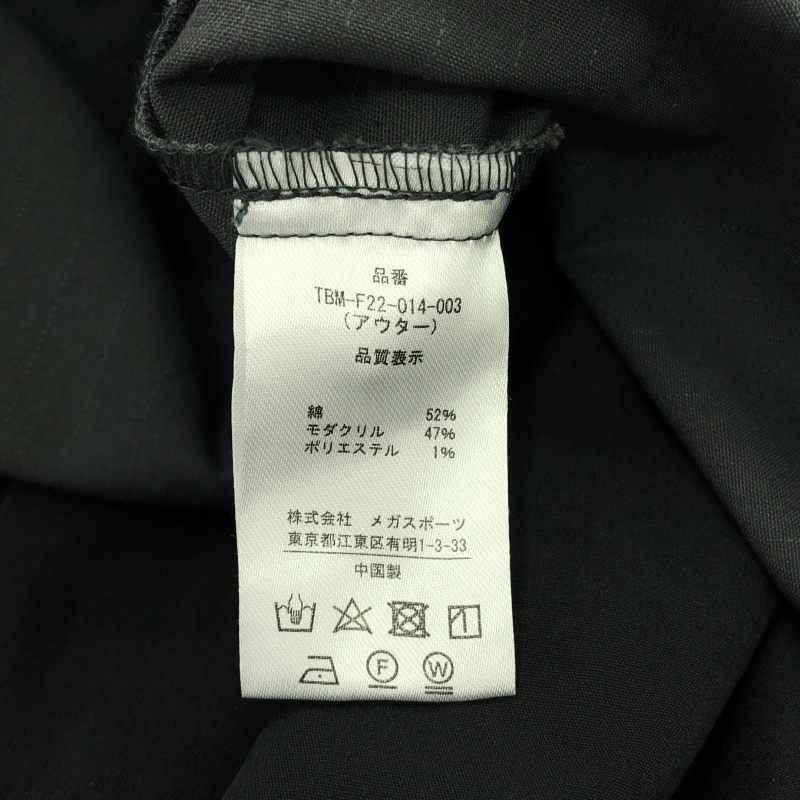 品番
TBM-F22-014-003
(アウター)
品質表示
綿 52%
モダクリル 47%
ポリエステル 1%
株式会社 メガスポーツ
東京都江東区有明1-3-33
中国製
F W